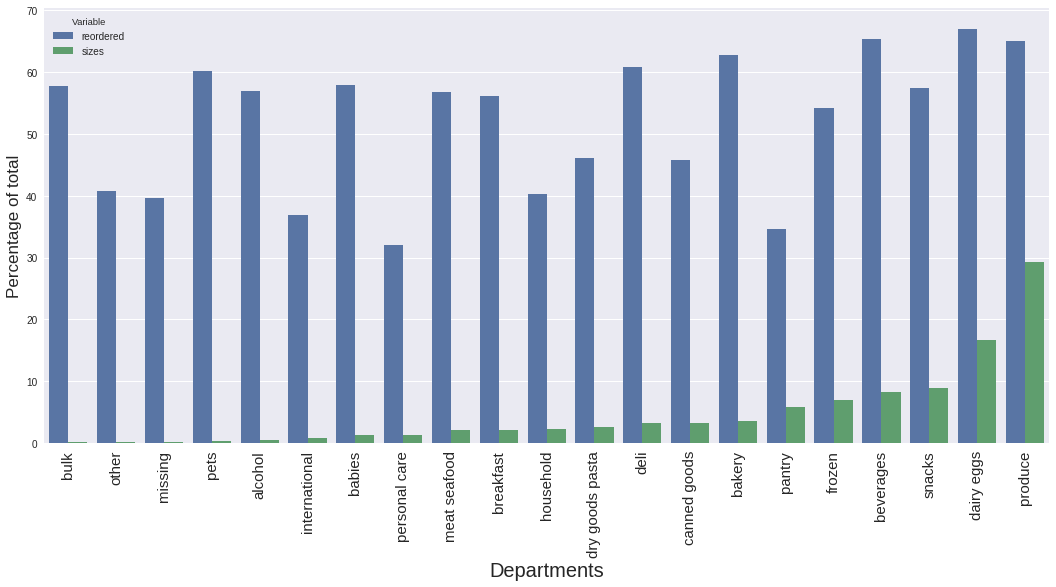 Variable
reordered
sizes
Percentage of total
70
60
50
40
30
20
10
0
bulk
other
missing
pets
alcohol
international
babies
personal care
meat seafood
breakfast
household
dry goods pasta
deli
canned goods
bakery
pantry
frozen
beverages
snacks
dairy eggs
produce
Departments